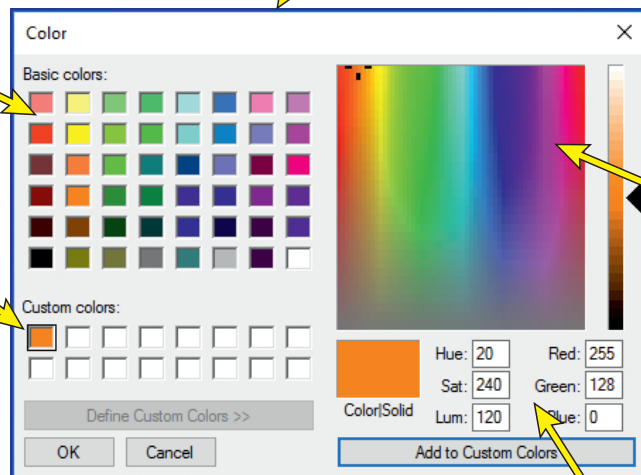 Color
Basic colors:
Custom colors:
Define Custom Colors >>
OK Cancel
Color|Solid
Hue: 20 Red: 255
Sat: 240 Green: 128
Lum: 120 Blue: 0
Add to Custom Colors